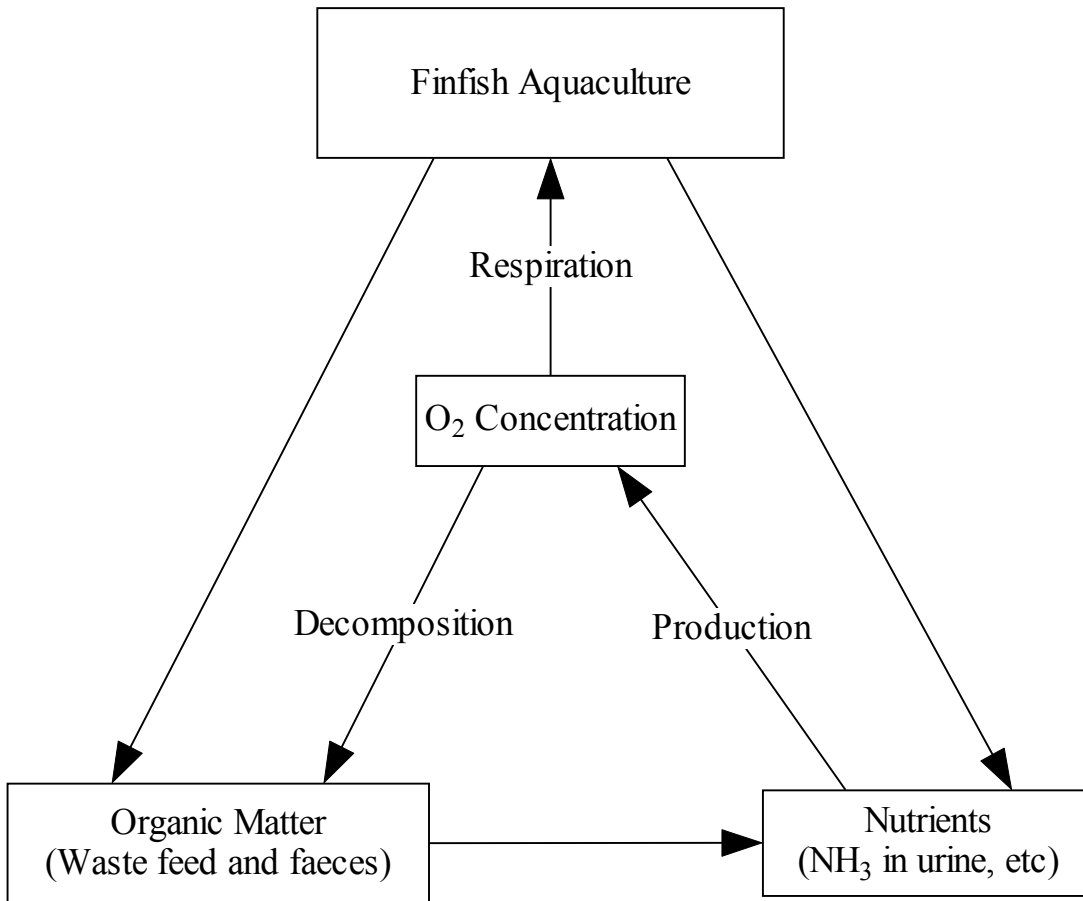 Finfish Aquaculture
Respiration
O₂ Concentration
Decomposition
Production
Organic Matter
(Waste feed and faeces)
Nutrients
(NH₃ in urine, etc)